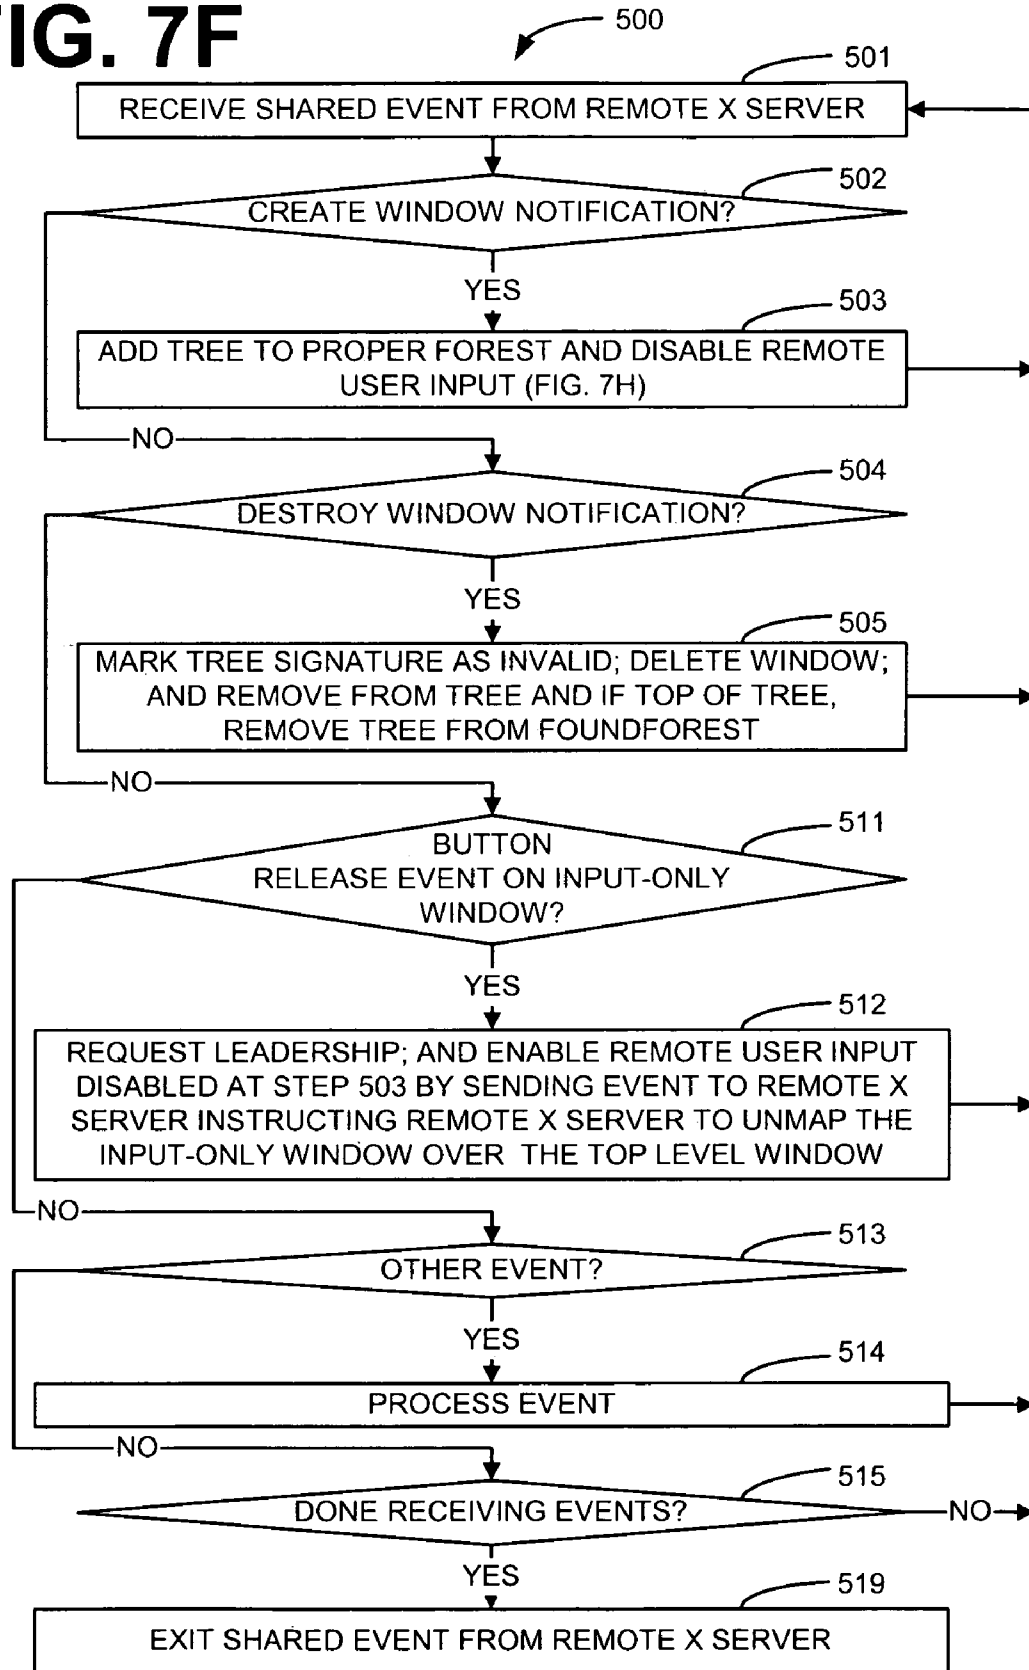 FIG. 7F
500
501
RECEIVE SHARED EVENT FROM REMOTE X SERVER
502
CREATE WINDOW NOTIFICATION?
YES
503
ADD TREE TO PROPER FOREST AND DISABLE REMOTE
USER INPUT (FIG. 7H)
NO
504
DESTROY WINDOW NOTIFICATION?
YES
505
MARK TREE SIGNATURE AS INVALID; DELETE WINDOW;
AND REMOVE FROM TREE AND IF TOP OF TREE,
REMOVE TREE FROM FOUNDFOREST
NO
511
BUTTON
RELEASE EVENT ON INPUT-ONLY
WINDOW?
YES
512
REQUEST LEADERSHIP; AND ENABLE REMOTE USER INPUT
DISABLED AT STEP 503 BY SENDING EVENT TO REMOTE X
SERVER INSTRUCTING REMOTE X SERVER TO UNMAP THE
INPUT-ONLY WINDOW OVER THE TOP LEVEL WINDOW
NO
513
OTHER EVENT?
YES
514
PROCESS EVENT
NO
515
DONE RECEIVING EVENTS?
NO
YES
519
EXIT SHARED EVENT FROM REMOTE X SERVER